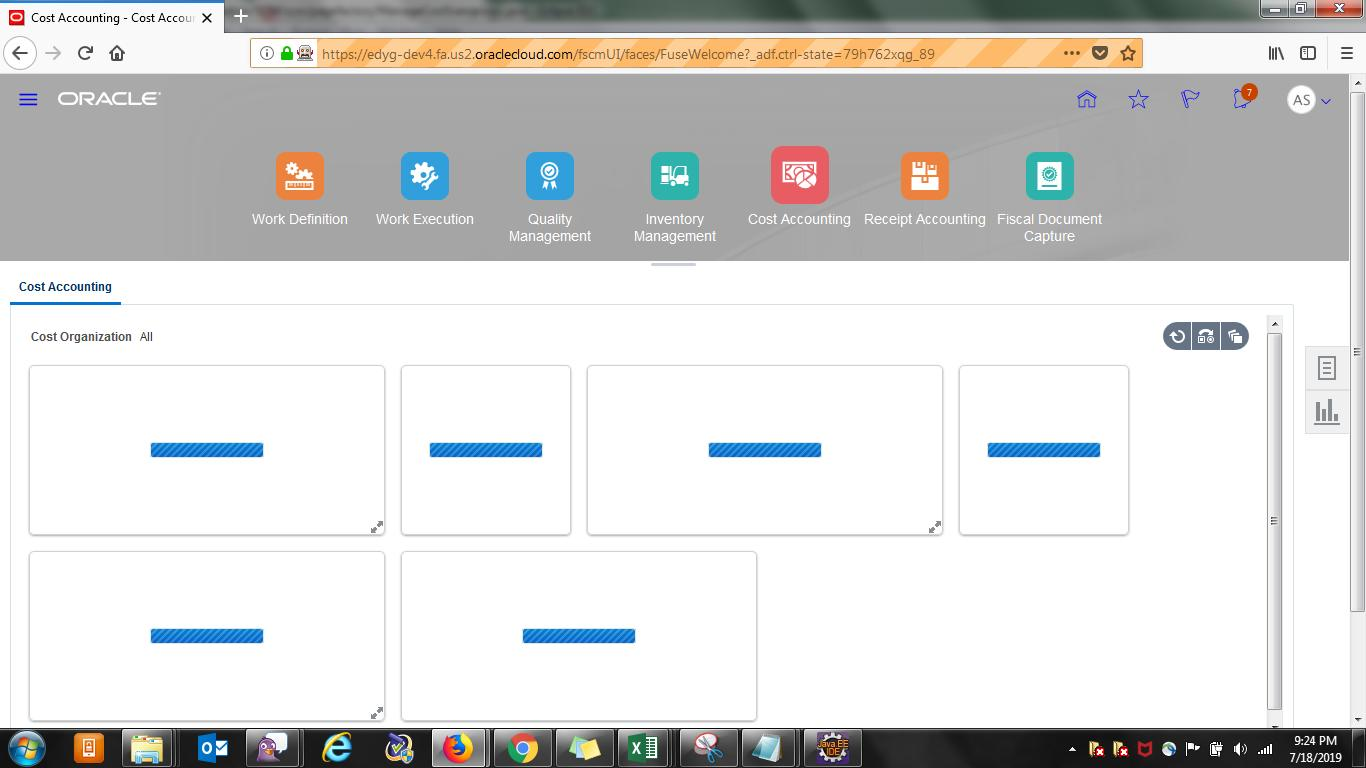 Cost Accounting - Cost Accou
https://edyg-dev4.fa.us2.oraclecloud.com/fscmUI/faces/FuseWelcome?_adf.ctrl-state=79h762xqg_89
ORACLE
7
AS
Work Definition
Work Execution
Quality
Management
Inventory
Management
Cost Accounting
Receipt Accounting
Fiscal Document
Capture
Cost Accounting
Cost Organization All
Java EE
IDE
9:24 PM
7/18/2019